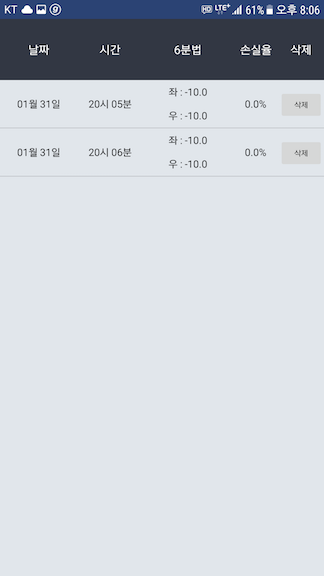 KT HD LTE+ 61% 오후 8:06
날짜 시간 6분법 손실율 삭제
좌 : -10.0
01월 31일 20시 05분 0.0% 삭제
우 : -10.0
좌 : -10.0
01월 31일 20시 06분 0.0% 삭제
우 : -10.0